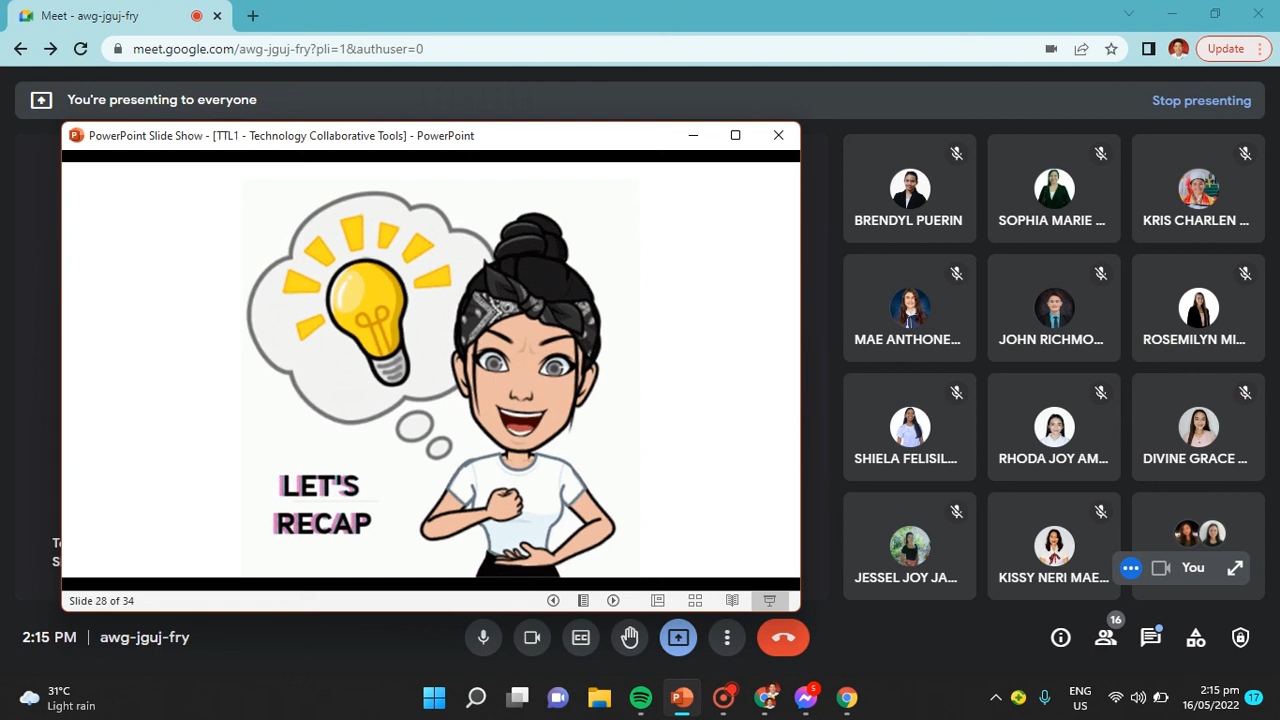 Meet - awg-jguj-fry
meet.google.com/awg-jguj-fry?pli=1&authuser=0
Update
You're presenting to everyone
Stop presenting
PowerPoint Slide Show - [TTL1 - Technology Collaborative Tools] - PowerPoint
LET'S
RECAP
Slide 28 of 34
BRENDYL PUERIN
SOPHIA MARIE ...
KRIS CHARLEN ...
MAE ANTHONE...
JOHN RICHMO...
ROSEMILYN MI...
SHIELA FELISIL...
RHODA JOY AM...
DIVINE GRACE ...
JESSEL JOY JA...
KISSY NERI MAE...
You
2:15 PM | awg-jguj-fry
CC
16
31°C
Light rain
5
ENG
US
2:15 pm
16/05/2022
17